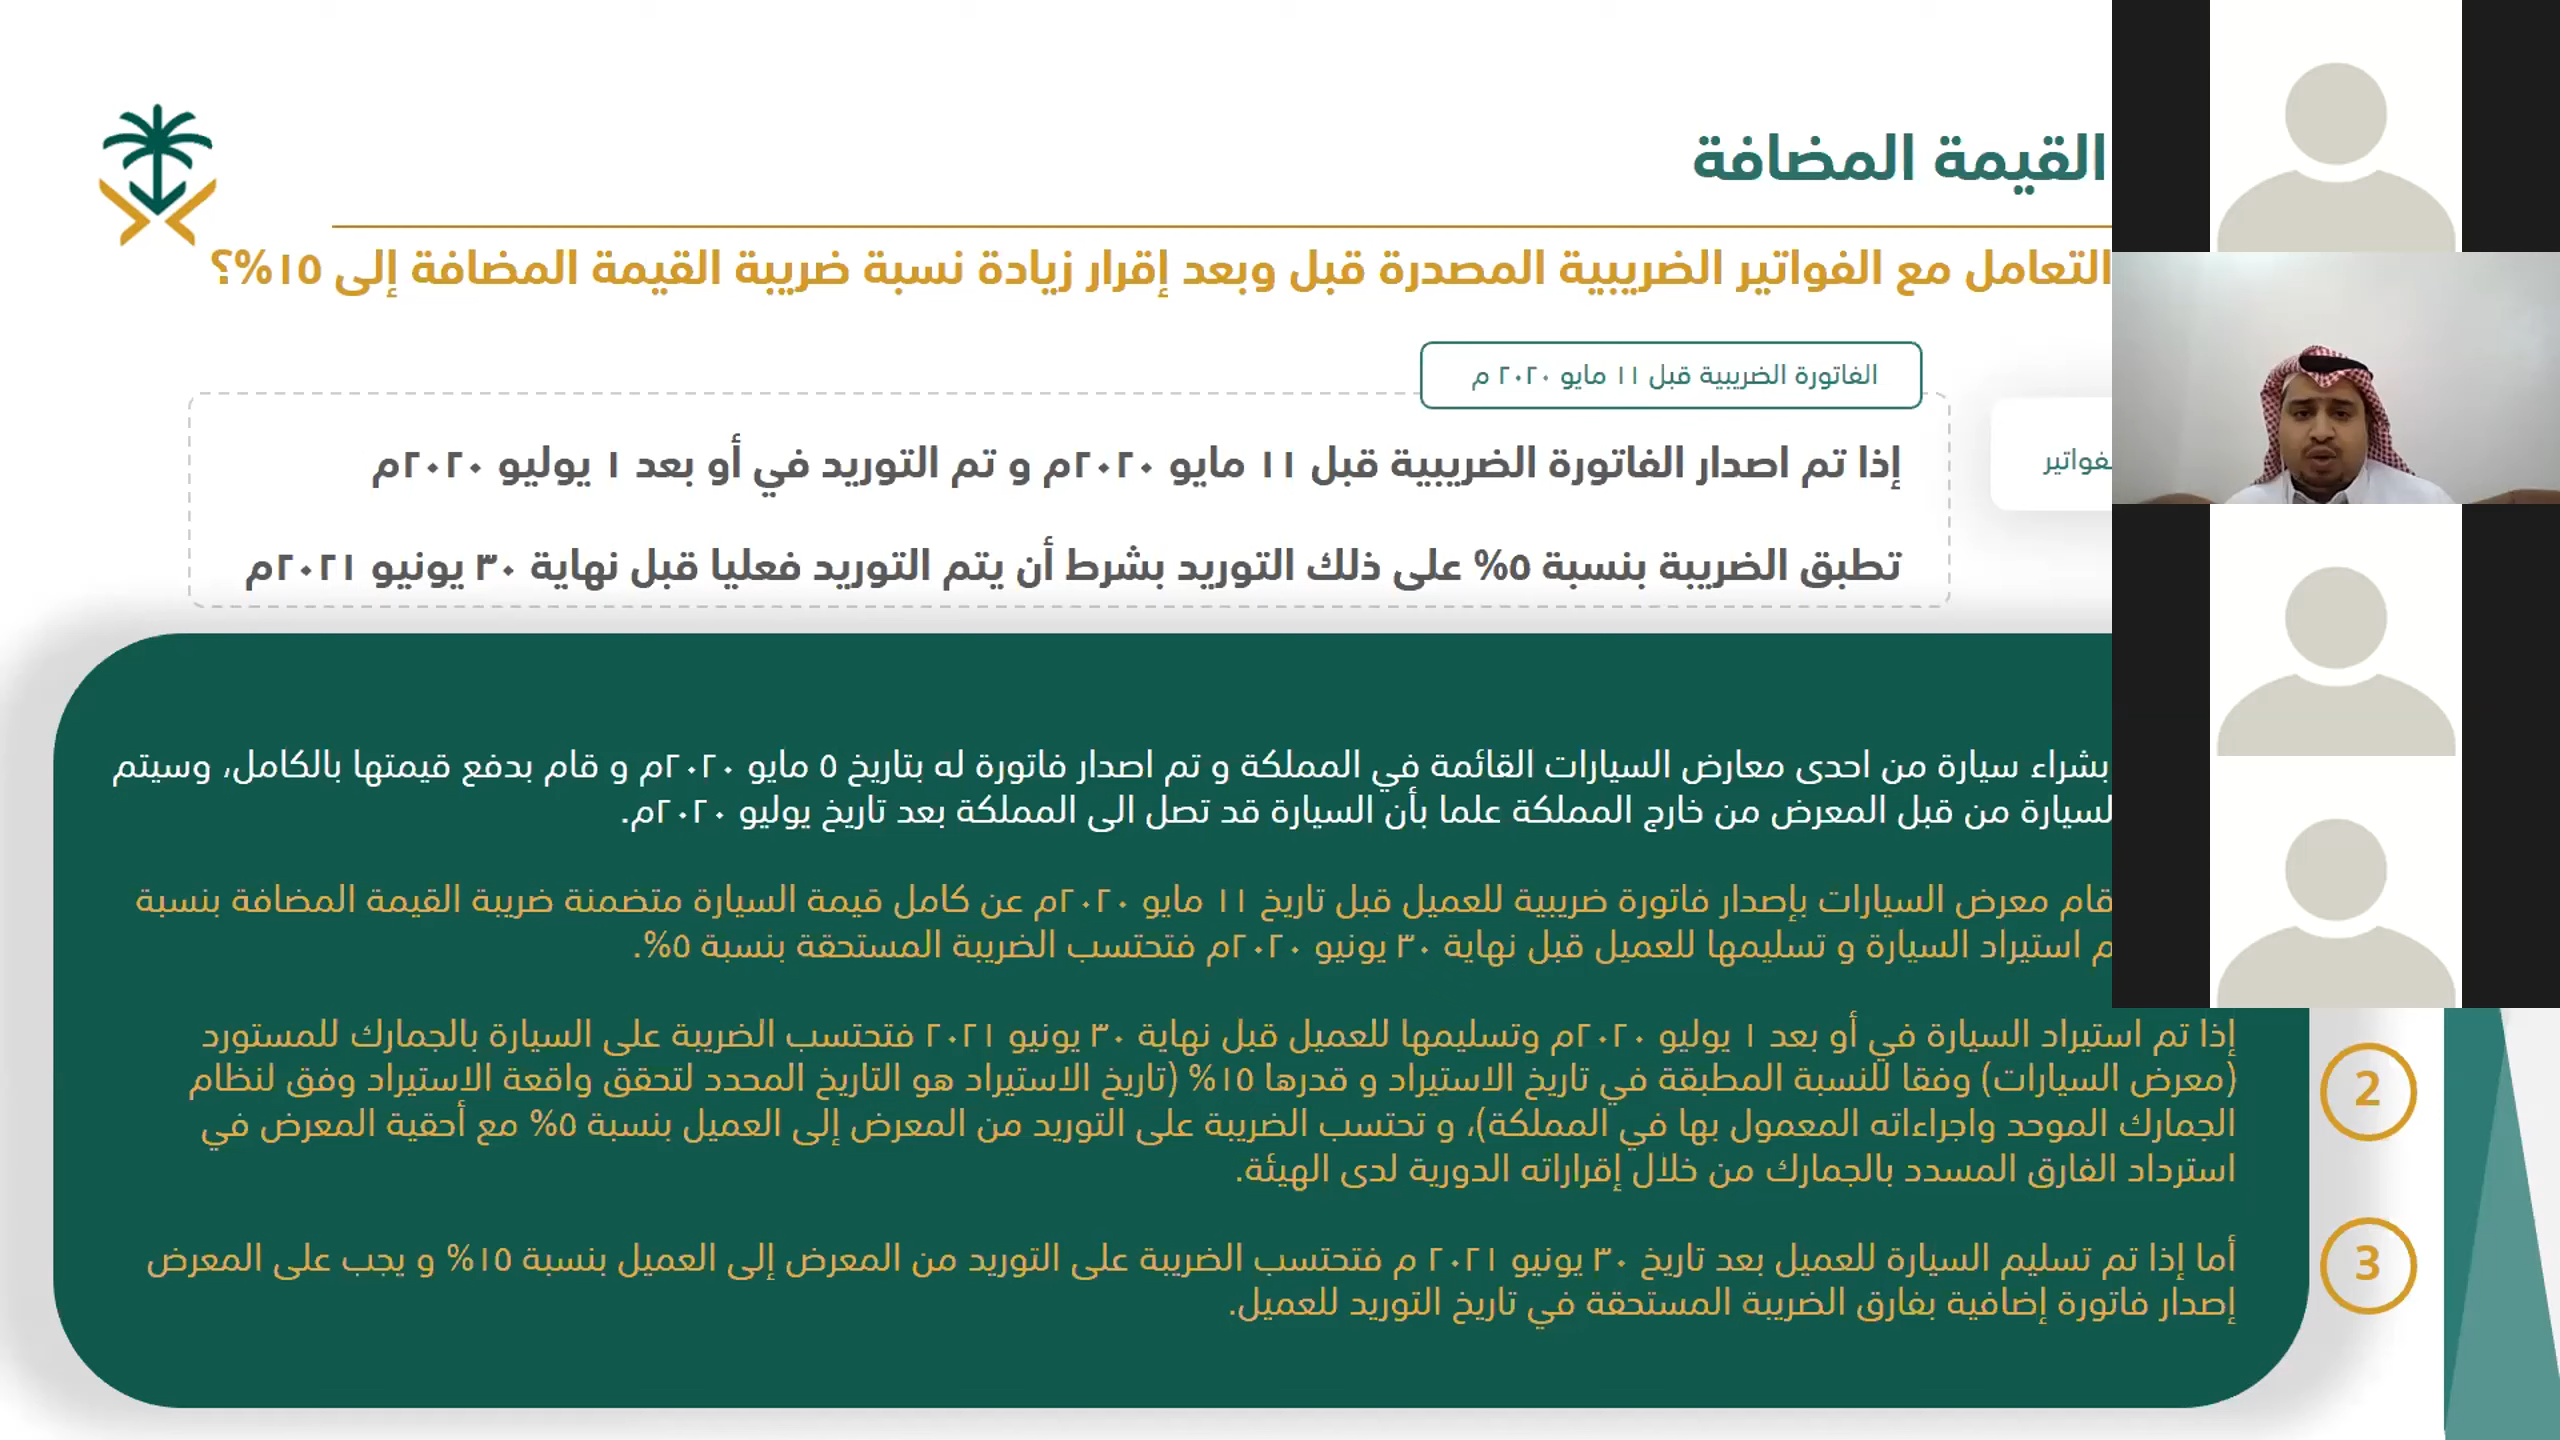 القيمة المضافة
التعامل مع الفواتير الضريبية المصدرة قبل وبعد إقرار زيادة نسبة ضريبة القيمة المضافة إلى ١٥%؟
الفاتورة الضريبية قبل ١١ مايو ٢٠٢٠ م
إذا تم اصدار الفاتورة الضريبية قبل ١١ مايو ٢٠٢٠م و تم التوريد في أو بعد ١ يوليو ٢٠٢٠م
تطبق الضريبة بنسبة ٥% على ذلك التوريد بشرط أن يتم التوريد فعليا قبل نهاية ٣٠ يونيو ٢٠٢١م
بشراء سيارة من احدى معارض السيارات القائمة في المملكة و تم اصدار فاتورة له بتاريخ ٥ مايو ٢٠٢٠م و قام بدفع قيمتها بالكامل، وسيتم
من قبل المعرض من خارج المملكة علما بأن السيارة قد تصل الى المملكة بعد تاريخ يوليو ٢٠٢٠م.
قام معرض السيارات بإصدار فاتورة ضريبية للعميل قبل تاريخ ١١ مايو ٢٠٢٠م عن كامل قيمة السيارة متضمنة ضريبة القيمة المضافة بنسبة
استيراد السيارة و تسليمها للعميل قبل نهاية ٣٠ يونيو ٢٠٢٠م فتحتسب الضريبة المستحقة بنسبة ٥%.
2
إذا تم استيراد السيارة في أو بعد ١ يوليو ٢٠٢٠م وتسليمها للعميل قبل نهاية ٣٠ يونيو ٢٠٢١ فتحتسب الضريبة على السيارة بالجمارك للمستورد
(معرض السيارات) وفقا للنسبة المطبقة في تاريخ الاستيراد و قدرها ١٥% (تاريخ الاستيراد هو التاريخ المحدد لتحقق واقعة الاستيراد وفق لنظام
الجمارك الموحد واجراءاته المعمول بها في المملكة)، و تحتسب الضريبة على التوريد من المعرض إلى العميل بنسبة ٥% مع أحقية المعرض في
استرداد الفارق المسدد بالجمارك من خلال إقراراته الدورية لدى الهيئة.
3
أما إذا تم تسليم السيارة للعميل بعد تاريخ ٣٠ يونيو ٢٠٢١ م فتحتسب الضريبة على التوريد من المعرض إلى العميل بنسبة ١٥% و يجب على المعرض
إصدار فاتورة إضافية بفارق الضريبة المستحقة في تاريخ التوريد للعميل.